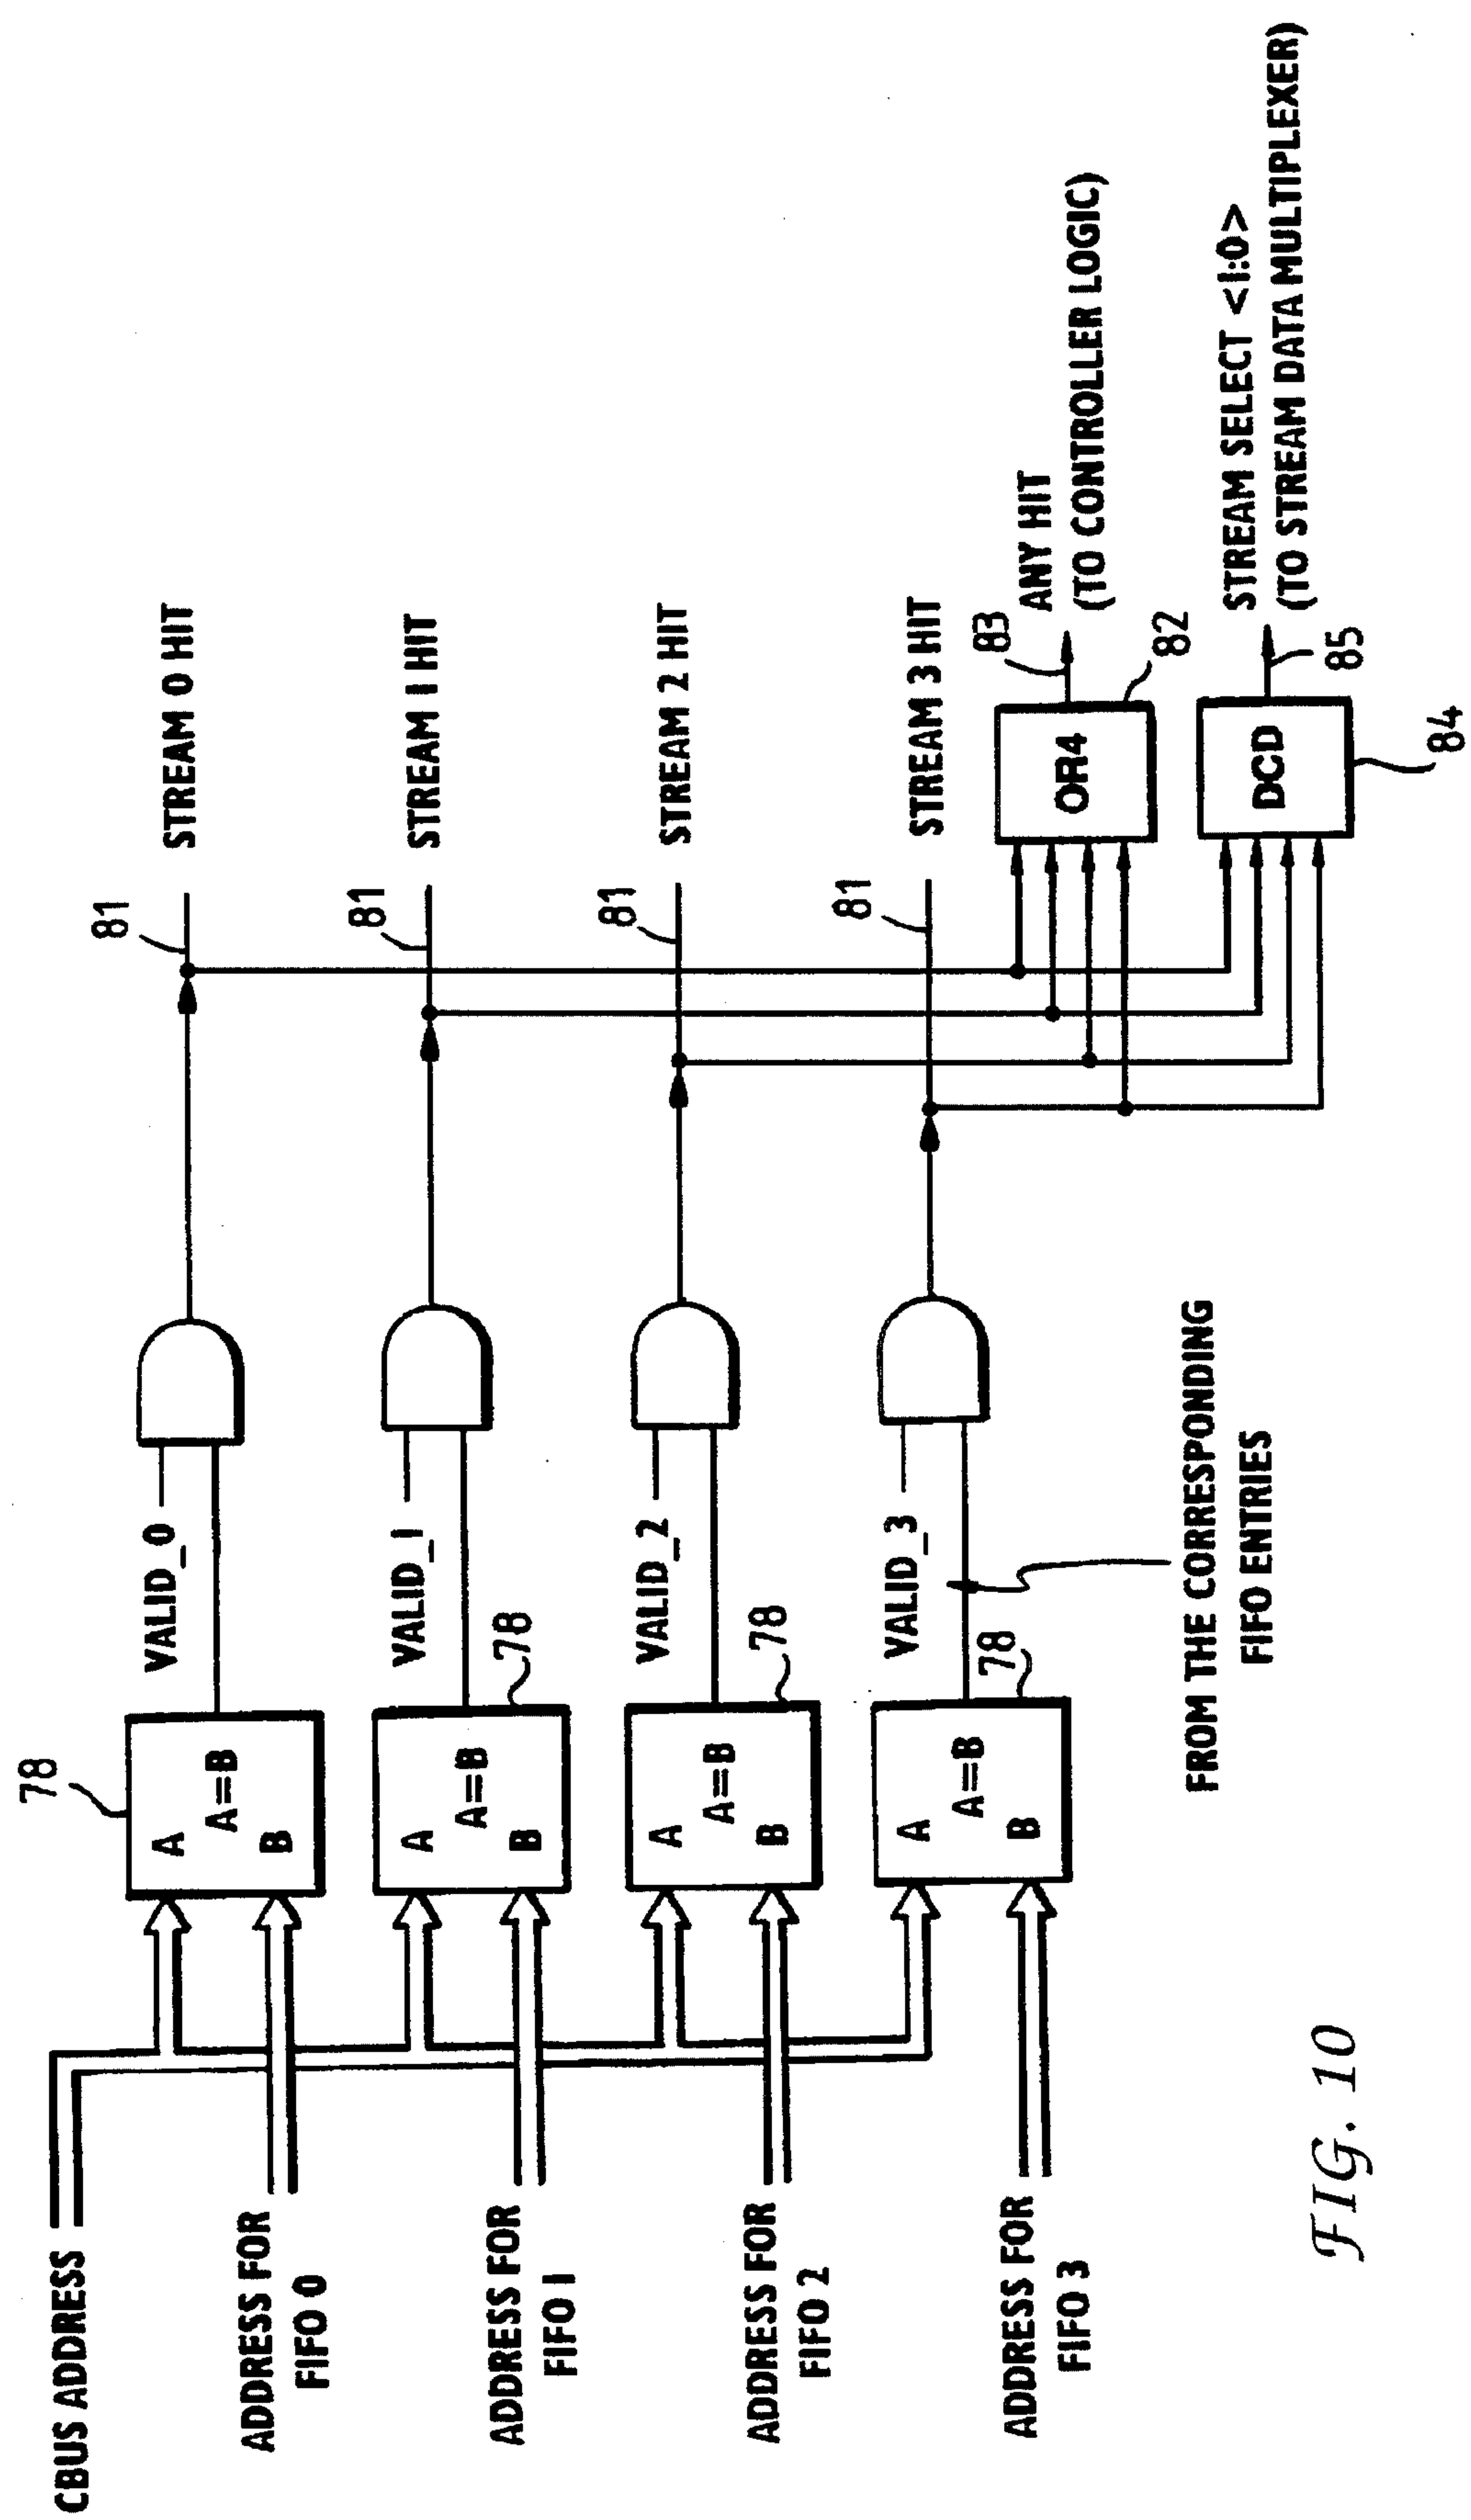 CBUS ADDRESS
ADDRESS FOR
FIFO 0
ADDRESS FOR
FIFO 1
ADDRESS FOR
FIFO 2
ADDRESS FOR
FIFO 3
78
A
A=B
B
78
A
A=B
B
78
A
A=B
B
78
A
A=B
B
VALID_0
VALID_1
VALID_2
VALID_3
FROM THE CORRESPONDING
FIFO ENTRIES
81
STREAM 0 HIT
81
STREAM 1 HIT
81
STREAM 2 HIT
81
STREAM 3 HIT
OR4
82
83
ANY HIT
(TO CONTROLLER LOGIC)
DCD
84
85
STREAM SELECT <1:0>
(TO STREAM DATA MULTIPLEXER)
FIG. 10